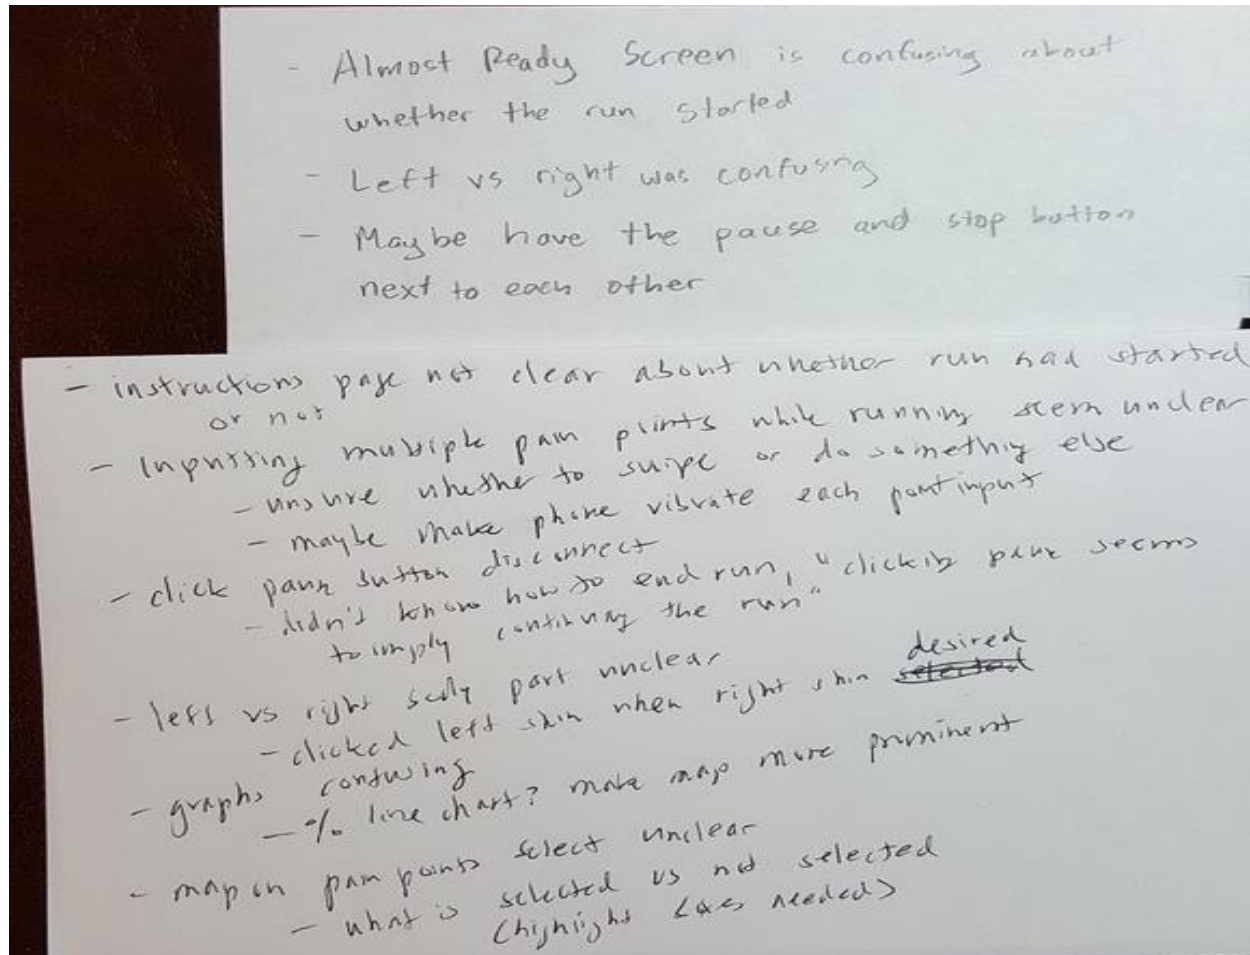 - Almost Ready Screen is confusing about
whether the run started
- Left vs right was confusing
- Maybe have the pause and stop button
next to each other
- instructions page not clear about whether run had started
or not
- Inputting multiple pain points while running seem unclear
- unsure whether to swipe or do something else
- maybe make phone vibrate each point input
- click pause button disconnect
- didn't know how to end run, "clicking pause seems
to imply continuing the run"
- left vs right body part unclear
- clicked left shin when right shin desired
- graphs confusing
- % line chart? make map more prominent
- map on pain points select unclear
- what is selected vs not selected
(highlight needed)